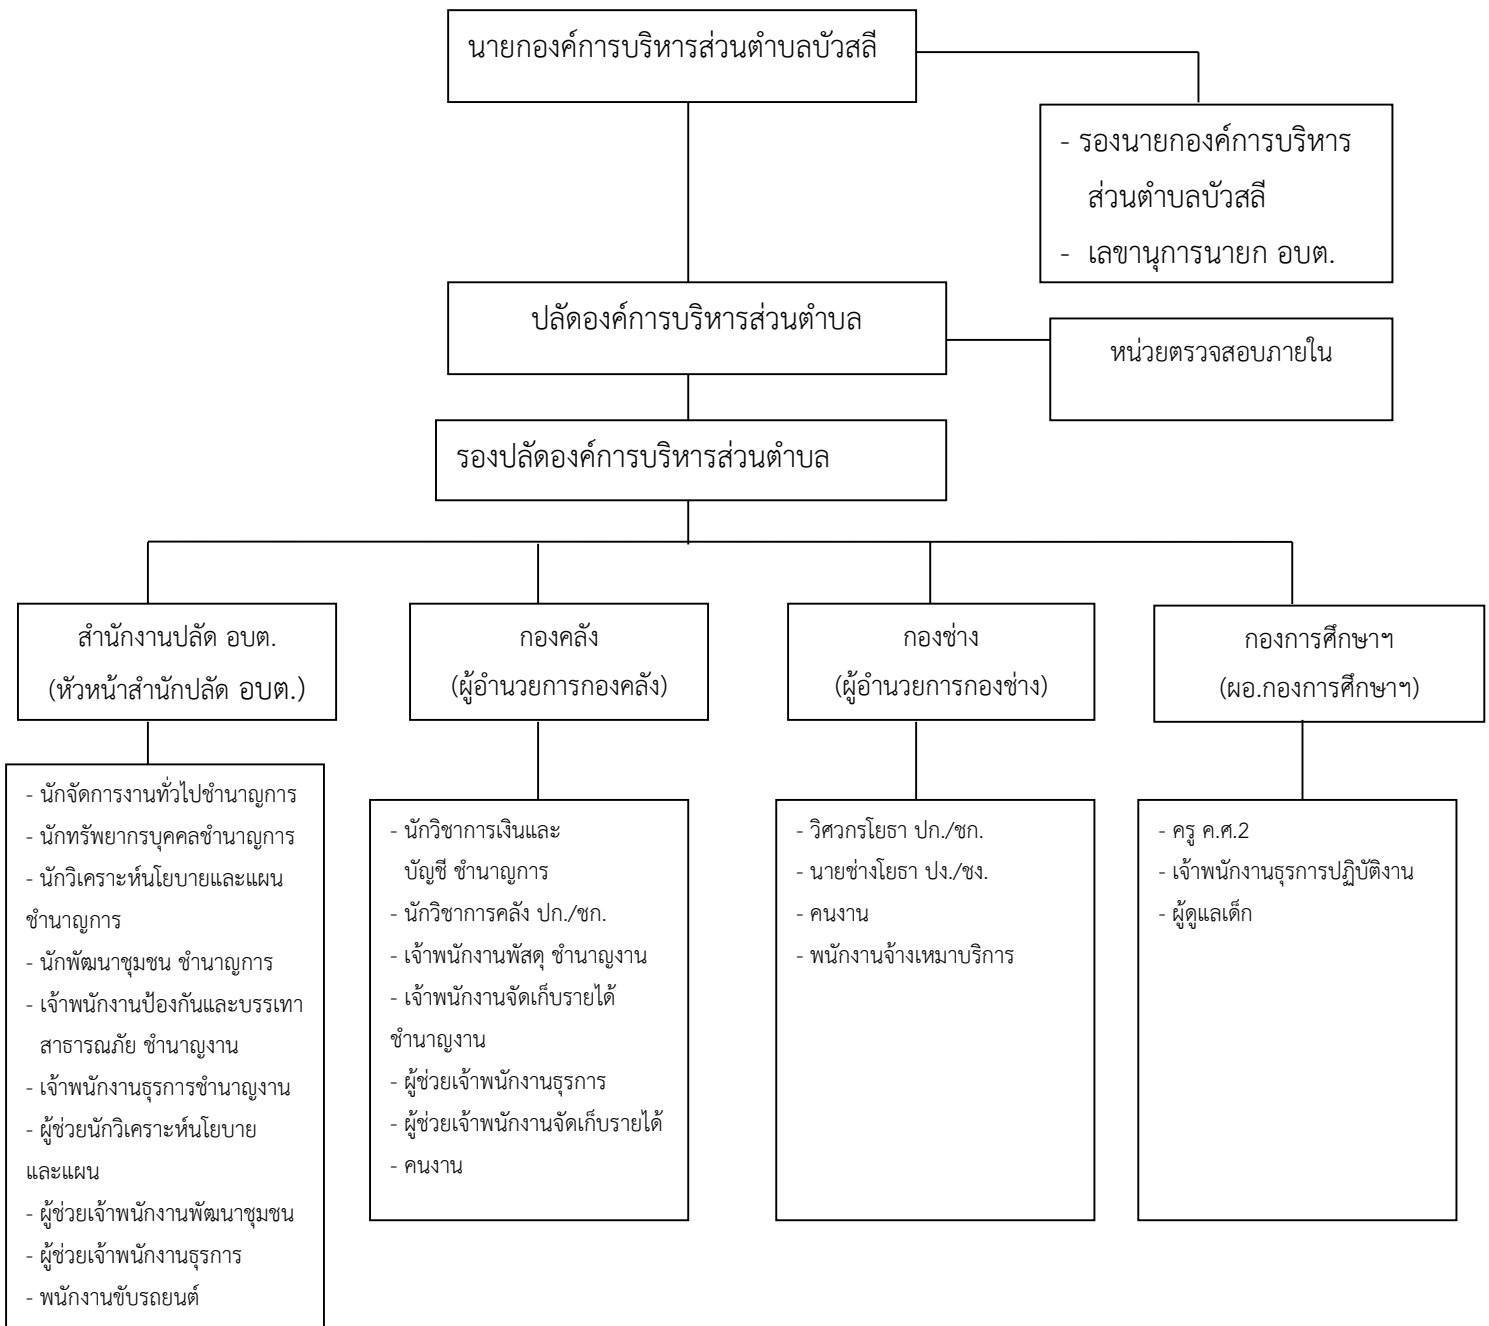 นายกองค์การบริหารส่วนตำบลบัวสลี
- รองนายกองค์การบริหาร
ส่วนตำบลบัวสลี
- เลขานุการนายก อบต.
ปลัดองค์การบริหารส่วนตำบล
หน่วยตรวจสอบภายใน
รองปลัดองค์การบริหารส่วนตำบล
สำนักงานปลัด อบต.
(หัวหน้าสำนักปลัด อบต.)
- นักจัดการงานทั่วไปชำนาญการ
- นักทรัพยากรบุคคลชำนาญการ
- นักวิเคราะห์นโยบายและแผน
ชำนาญการ
- นักพัฒนาชุมชน ชำนาญการ
- เจ้าพนักงานป้องกันและบรรเทา
สาธารณภัย ชำนาญงาน
- เจ้าพนักงานธุรการชำนาญงาน
- ผู้ช่วยนักวิเคราะห์นโยบาย
และแผน
- ผู้ช่วยเจ้าพนักงานพัฒนาชุมชน
- ผู้ช่วยเจ้าพนักงานธุรการ
- พนักงานขับรถยนต์
กองคลัง
(ผู้อำนวยการกองคลัง)
- นักวิชาการเงินและ
บัญชี ชำนาญการ
- นักวิชาการคลัง ปก./ชก.
- เจ้าพนักงานพัสดุ ชำนาญงาน
- เจ้าพนักงานจัดเก็บรายได้
ชำนาญงาน
- ผู้ช่วยเจ้าพนักงานธุรการ
- ผู้ช่วยเจ้าพนักงานจัดเก็บรายได้
- คนงาน
กองช่าง
(ผู้อำนวยการกองช่าง)
- วิศวกรโยธา ปก./ชก.
- นายช่างโยธา ปง./ชง.
- คนงาน
- พนักงานจ้างเหมาบริการ
กองการศึกษาฯ
(ผอ.กองการศึกษาฯ)
- ครู ค.ศ.2
- เจ้าพนักงานธุรการปฏิบัติงาน
- ผู้ดูแลเด็ก